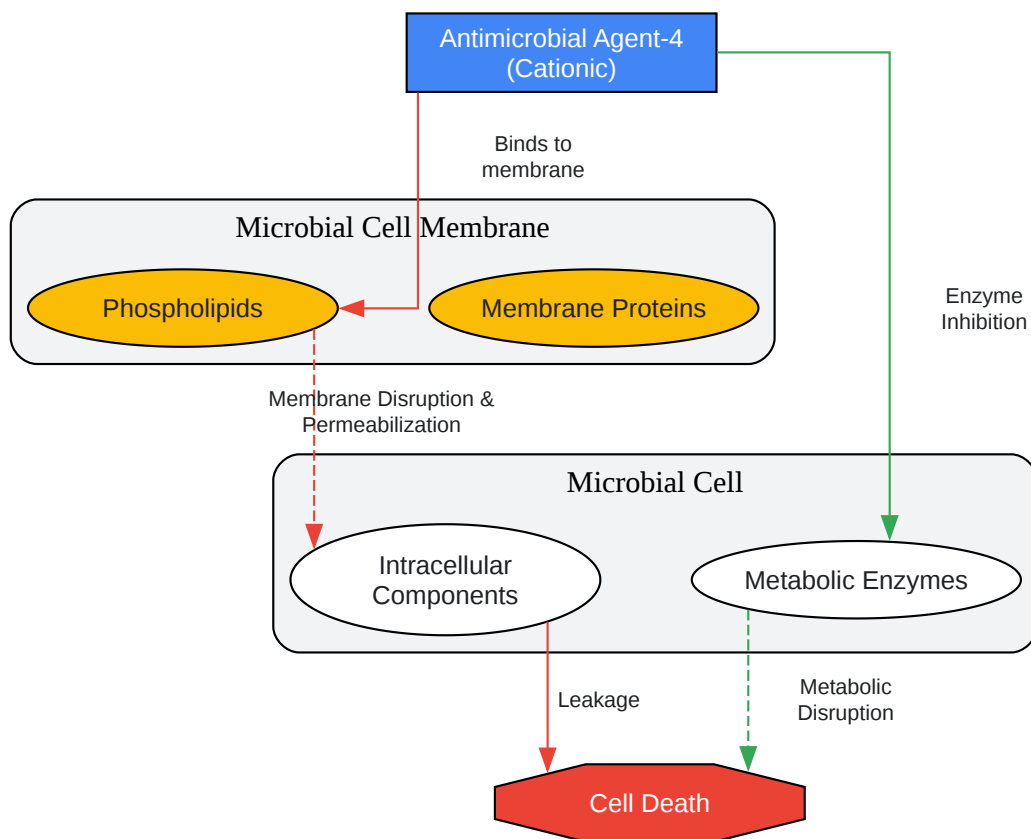 Antimicrobial Agent-4
(Cationic)
Binds to
membrane
Microbial Cell Membrane
Phospholipids
Membrane Proteins
Enzyme
Inhibition
Membrane Disruption &
Permeabilization
Microbial Cell
Intracellular
Components
Metabolic Enzymes
Leakage
Metabolic
Disruption
Cell Death